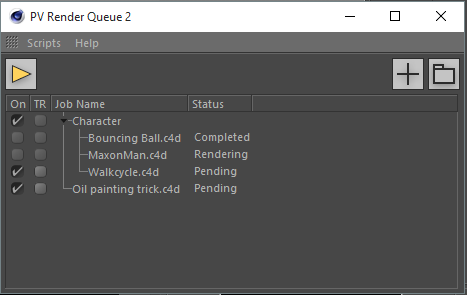 PV Render Queue 2
Scripts Help
On TR Job Name Status
Character
Bouncing Ball.c4d Completed
MaxonMan.c4d Rendering
Walkcycle.c4d Pending
Oil painting trick.c4d Pending